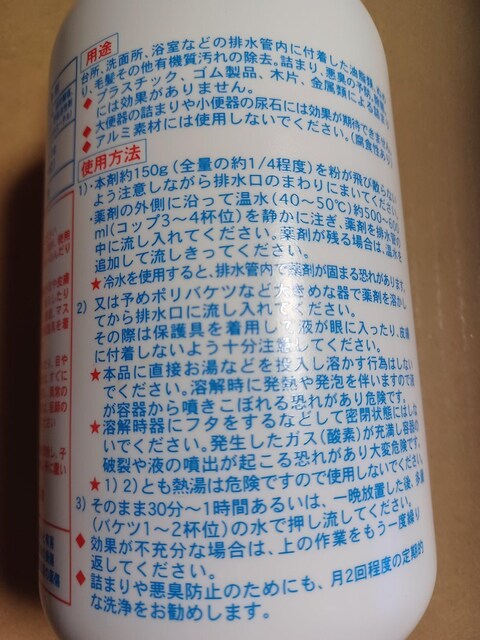 用途
台所、洗面所、浴室などの排水管内に付着した油脂類、
り、毛髪その他有機質汚れの除去。詰まり、悪臭の予防、
◆プラスチック、ゴム製品、木片、金属類による
には効果がありません。
◆大便器の詰まりや小便器の尿石には効果が期待できません。
◆アルミ素材には使用しないでください。(腐食性あり)
使用方法
1)・本剤約150g(全量の約1/4程度)を粉が飛び散らない
よう注意しながら排水口のまわりにまいてください。
・薬剤の外側に沿って温水(40〜50℃)約500〜600
ml(コップ3〜4杯位)を静かに注ぎ、薬剤を排水管の
中に流し入れてください。薬剤が残る場合は、温水を
追加して流しきってください。
★冷水を使用すると、排水管内で薬剤が固まる恐れがあります。
2) 又は予めポリバケツなど大きめな器で薬剤を溶かし
てから排水口に流し入れてください。
その際は保護具を着用して液が眼に入ったり、皮膚
に付着しないよう十分注意してください。
★本品に直接お湯などを投入し溶かす行為はしない
でください。溶解時に発熱や発泡を伴いますので液
が容器から噴きこぼれる恐れがあり危険です。
★溶解時器にフタをするなどして密閉状態にはしな
いでください。発生したガス(酸素)が充満し容器の
破裂や液の噴出が起こる恐れがあり大変危険です。
★1)2)とも熱湯は危険ですので使用しないでください。
3) そのまま30分〜1時間あるいは、一晩放置した後、多量
(バケツ1〜2杯位)の水で押し流してください。
◆効果が不充分な場合は、上の作業をもう一度繰り
返してください。
◆詰まりや悪臭防止のためにも、月2回程度の定期的
な洗浄をお勧めします。